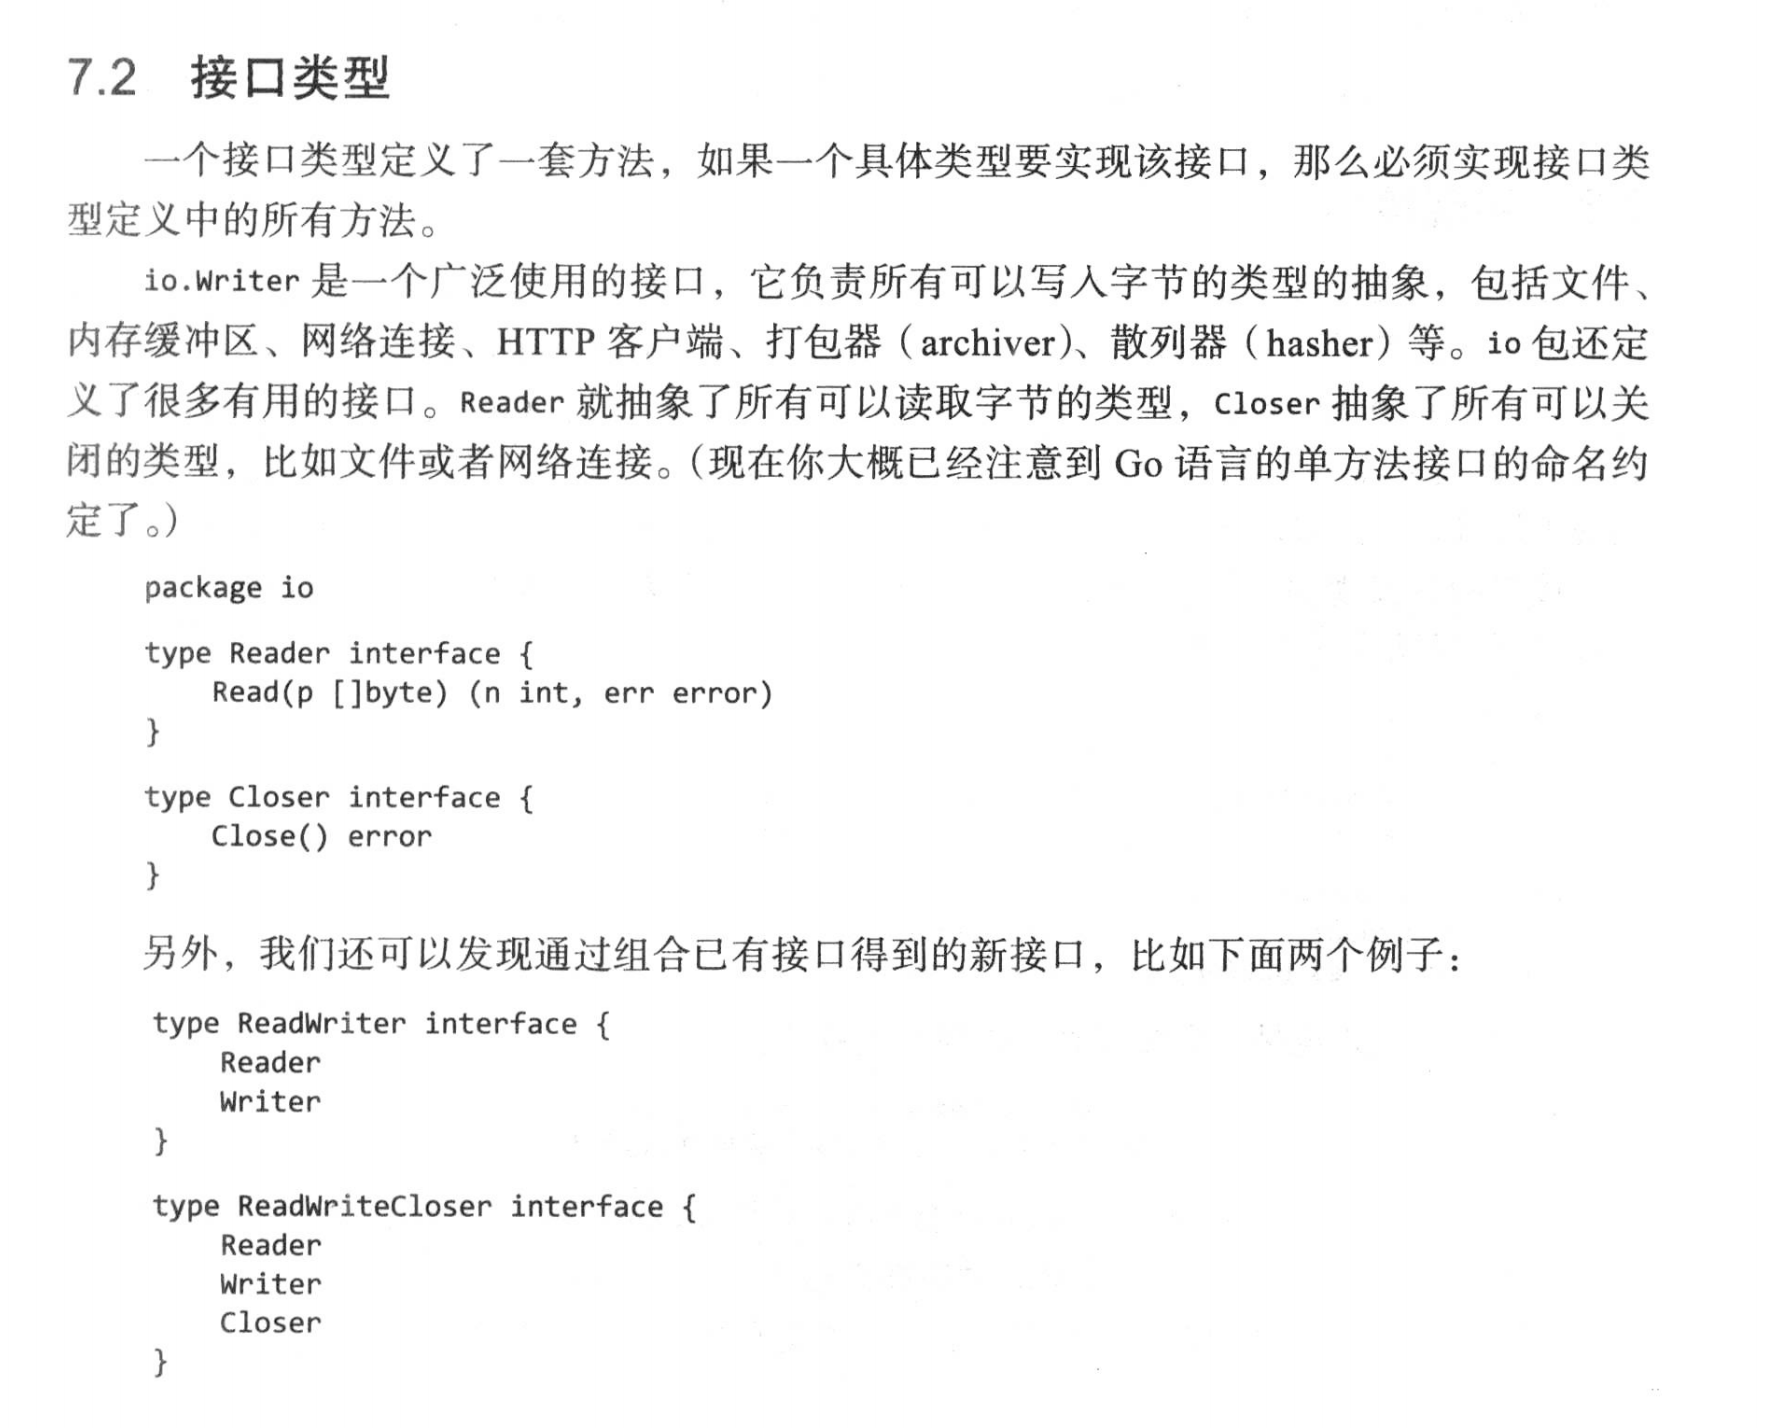 7.2 接口类型
一个接口类型定义了一套方法，如果一个具体类型要实现该接口，那么必须实现接口类
型定义中的所有方法。
io.Writer 是一个广泛使用的接口，它负责所有可以写入字节的类型的抽象，包括文件、
内存缓冲区、网络连接、HTTP 客户端、打包器（archiver）、散列器（hasher）等。io 包还定
义了很多有用的接口。Reader 就抽象了所有可以读取字节的类型，Closer 抽象了所有可以关
闭的类型，比如文件或者网络连接。（现在你大概已经注意到 Go 语言的单方法接口的命名约
定了。）
package io
type Reader interface {
    Read(p []byte) (n int, err error)
}
type Closer interface {
    Close() error
}
另外，我们还可以发现通过组合已有接口得到的新接口，比如下面两个例子：
type ReadWriter interface {
    Reader
    Writer
}
type ReadWriteCloser interface {
    Reader
    Writer
    Closer
}